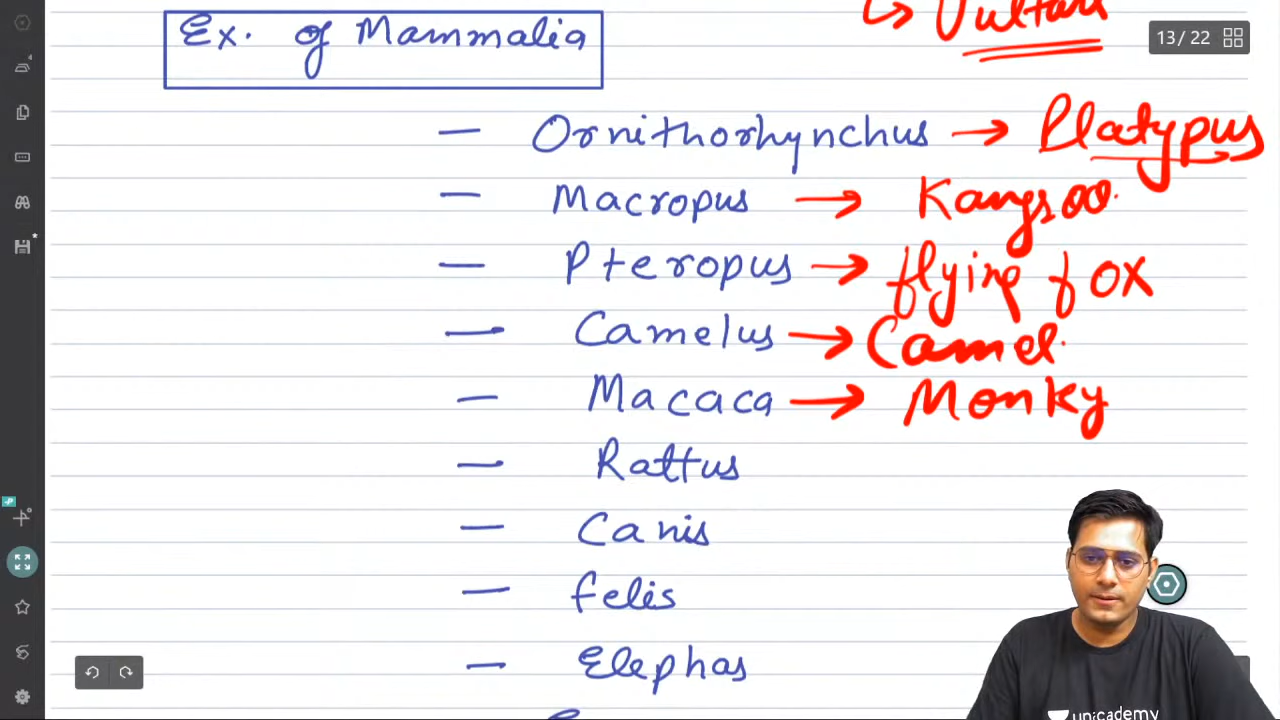 ↳ Vulture
13/ 22
Ex. of Mammalia
— Ornithorhynchus → Platypus
— Macropus → Kangroo.
— Pteropus → flying fox
— Camelus → Camel.
— Macaca → Monky
— Rattus
— Canis
— Felis
— Elephas
unacademy